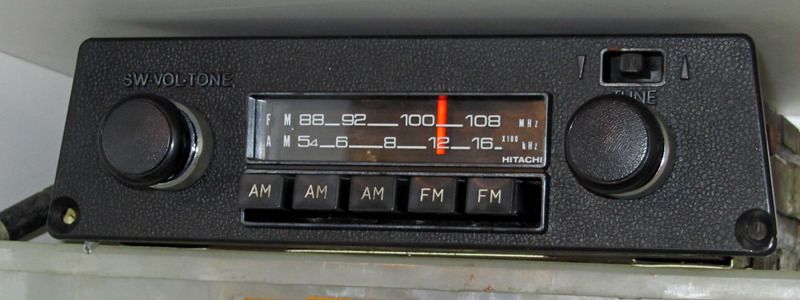 SW·VOL·TONE
TUNE
FM 88 92 100 108 MHz
AM 54 6 8 12 16 X100 kHz
HITACHI
AM AM AM FM FM